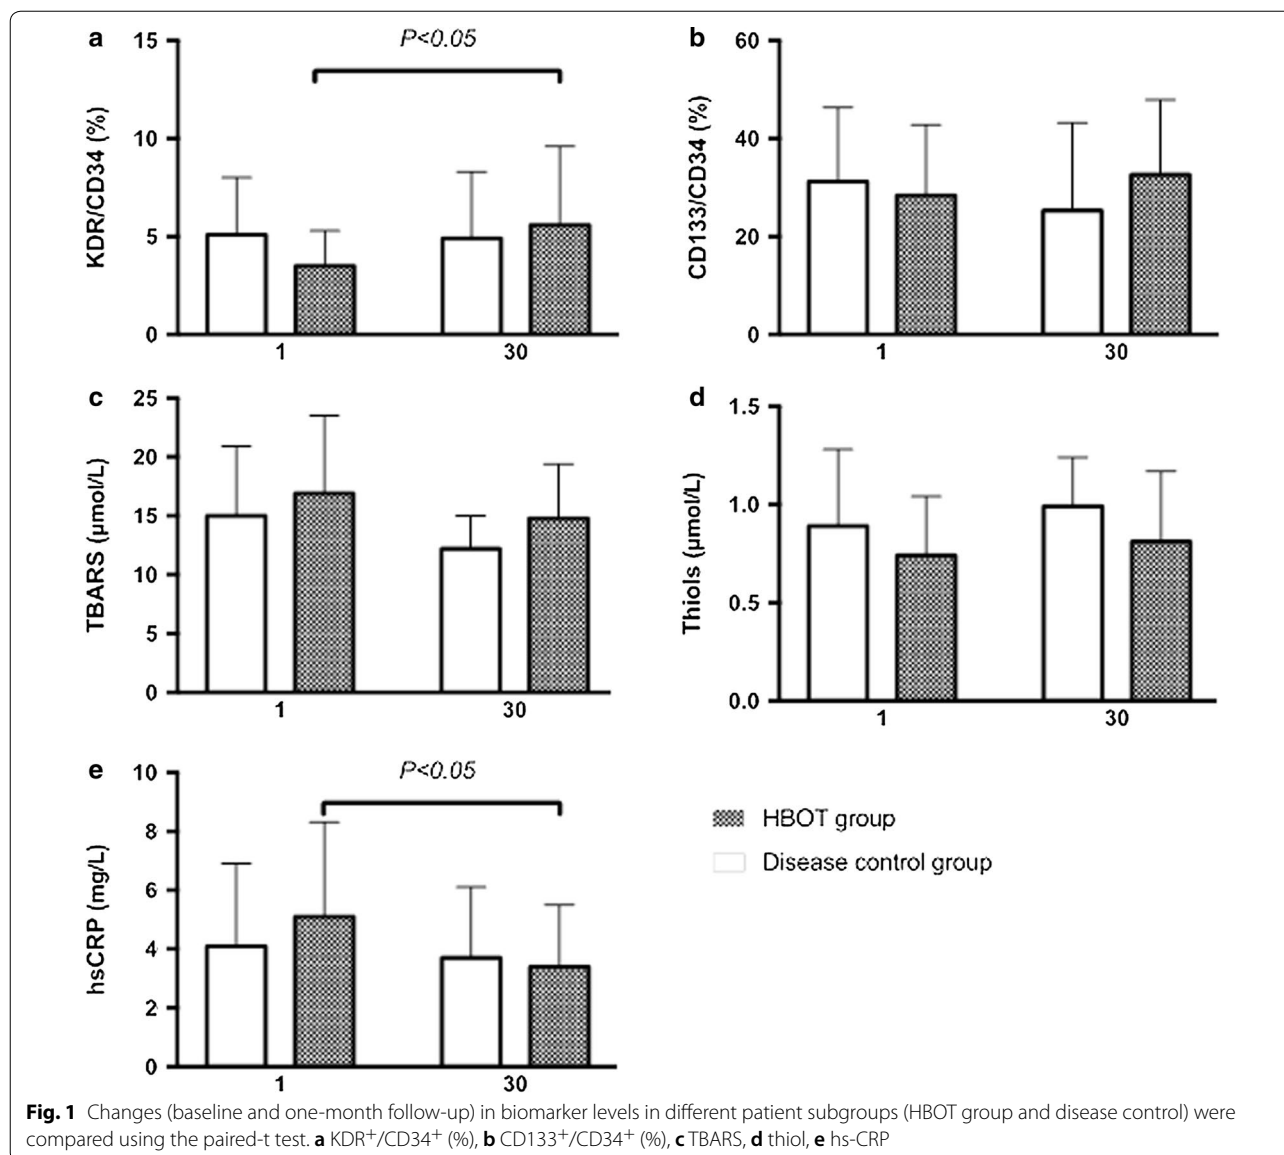 a
P<0.05
KDR/CD34 (%)
15
10
5
0
1
30
b
CD133/CD34 (%)
60
40
20
0
1
30
c
TBARS (μmol/L)
25
20
15
10
5
0
1
30
d
Thiols (μmol/L)
1.5
1.0
0.5
0.0
1
30
e
P<0.05
hsCRP (mg/L)
10
8
6
4
2
0
1
30
HBOT group
Disease control group
Fig. 1 Changes (baseline and one-month follow-up) in biomarker levels in different patient subgroups (HBOT group and disease control) were
compared using the paired-t test. a KDR⁺/CD34⁺ (%), b CD133⁺/CD34⁺ (%), c TBARS, d thiol, e hs-CRP